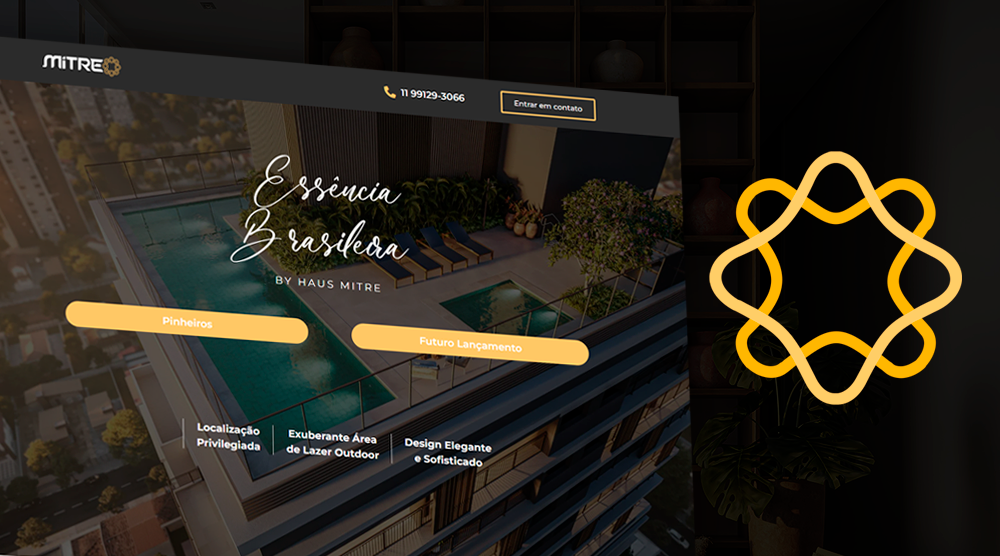 MiTRE
11 99129-3066
Entrar em contato
Essência
Brasileira
BY HAUS MITRE
Pinheiros
Futuro Lançamento
Localização
Privilegiada
Exuberante Área
de Lazer Outdoor
Design Elegante
e Sofisticado